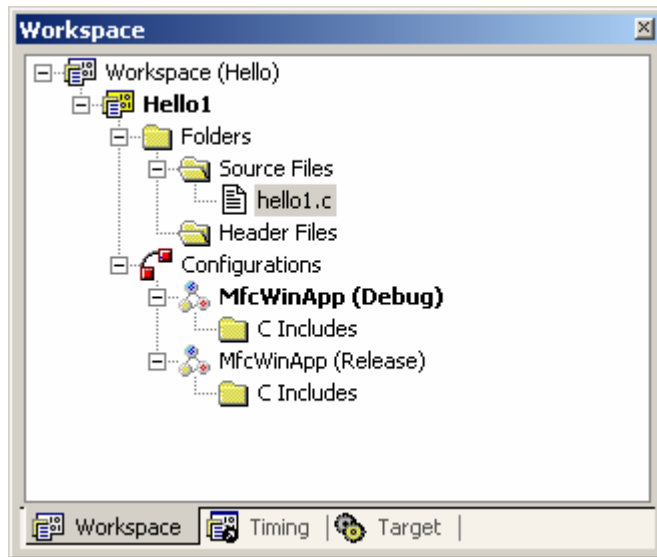 Workspace
Workspace (Hello)
Hello1
Folders
Source Files
hello1.c
Header Files
Configurations
MfcWinApp (Debug)
C Includes
MfcWinApp (Release)
C Includes
Workspace Timing Target